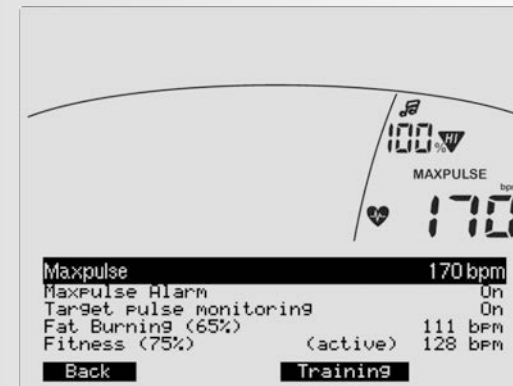 100% HI
MAXPULSE
bpm
170
Maxpulse 170 bpm
Maxpulse Alarm On
Target pulse monitoring On
Fat Burning (65%) 111 bpm
Fitness (75%) (active) 128 bpm
Back Training